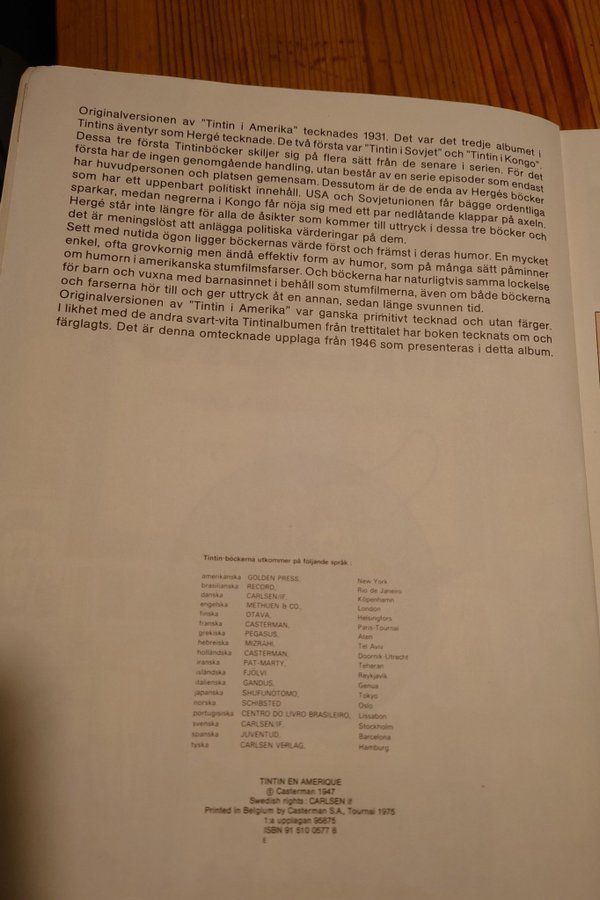 Originalversionen av "Tintin i Amerika" tecknades 1931. Det var det tredje albumet i
Tintins äventyr som Hergé tecknade. De två första var "Tintin i Sovjet" och "Tintin i Kongo".
Dessa tre första Tintinböcker skiljer sig på flera sätt från de senare i serien. För det
första har de ingen genomgående handling, utan består av en serie episoder som endast
har huvudpersonen och platsen gemensam. Dessutom är de de enda av Hergés böcker
som har ett uppenbart politiskt innehåll. USA och Sovjetunionen får bägge ordentliga
sparkar, medan negrerna i Kongo får nöja sig med ett par nedlåtande klappar på axeln.
Hergé står inte längre för alla de åsikter som kommer till uttryck i dessa tre böcker och
det är meningslöst att anlägga politiska värderingar på dem.
Sett med nutida ögon ligger böckernas värde först och främst i deras humor. En mycket
enkel, ofta grovkornig men ändå effektiv form av humor, som på många sätt påminner
om humorn i amerikanska stumfilmsfarser. Och böckerna har naturligtvis samma lockelse
för barn och vuxna med barnasinnet i behåll som stumfilmerna, även om både böckerna
och farserna hör till och ger uttryck åt en annan, sedan länge svunnen tid.
Originalversionen av "Tintin i Amerika" var ganska primitivt tecknad och utan färger.
I likhet med de andra svart-vita Tintinalbumen från trettitalet har boken tecknats om och
färglagts. Det är denna omtecknade upplaga från 1946 som presenteras i detta album.
Tintin-böckerna utkommer på följande språk :
amerikanska GOLDEN PRESS, New York
brasilianska RECORD, Rio de Janeiro
danska CARLSEN/IF, Köpenhamn
engelska METHUEN & CO, London
finska OTAVA, Helsingfors
franska CASTERMAN, Paris-Tournai
grekiska PEGASUS, Aten
hebreiska MIZRAHI, Tel Aviv
holländska CASTERMAN, Doornik-Utrecht
iranska PAT-MARTY, Teheran
isländska FJÖLVI Reykjavik
italienska GANDUS, Genua
japanska SHUFUNOTOMO, Tokyo
norska SCHIBSTED Oslo
portugisiska CENTRO DO LIVRO BRASILEIRO, Lissabon
svenska CARLSEN/IF, Stockholm
spanska JUVENTUD, Barcelona
tyska CARLSEN VERLAG, Hamburg
TINTIN EN AMERIQUE
© Casterman 1947
Swedish rights : CARLSEN if
Printed in Belgium by Casterman S.A., Tournai 1975
1:a upplagan 95675
ISBN 91 510 0577 8
E